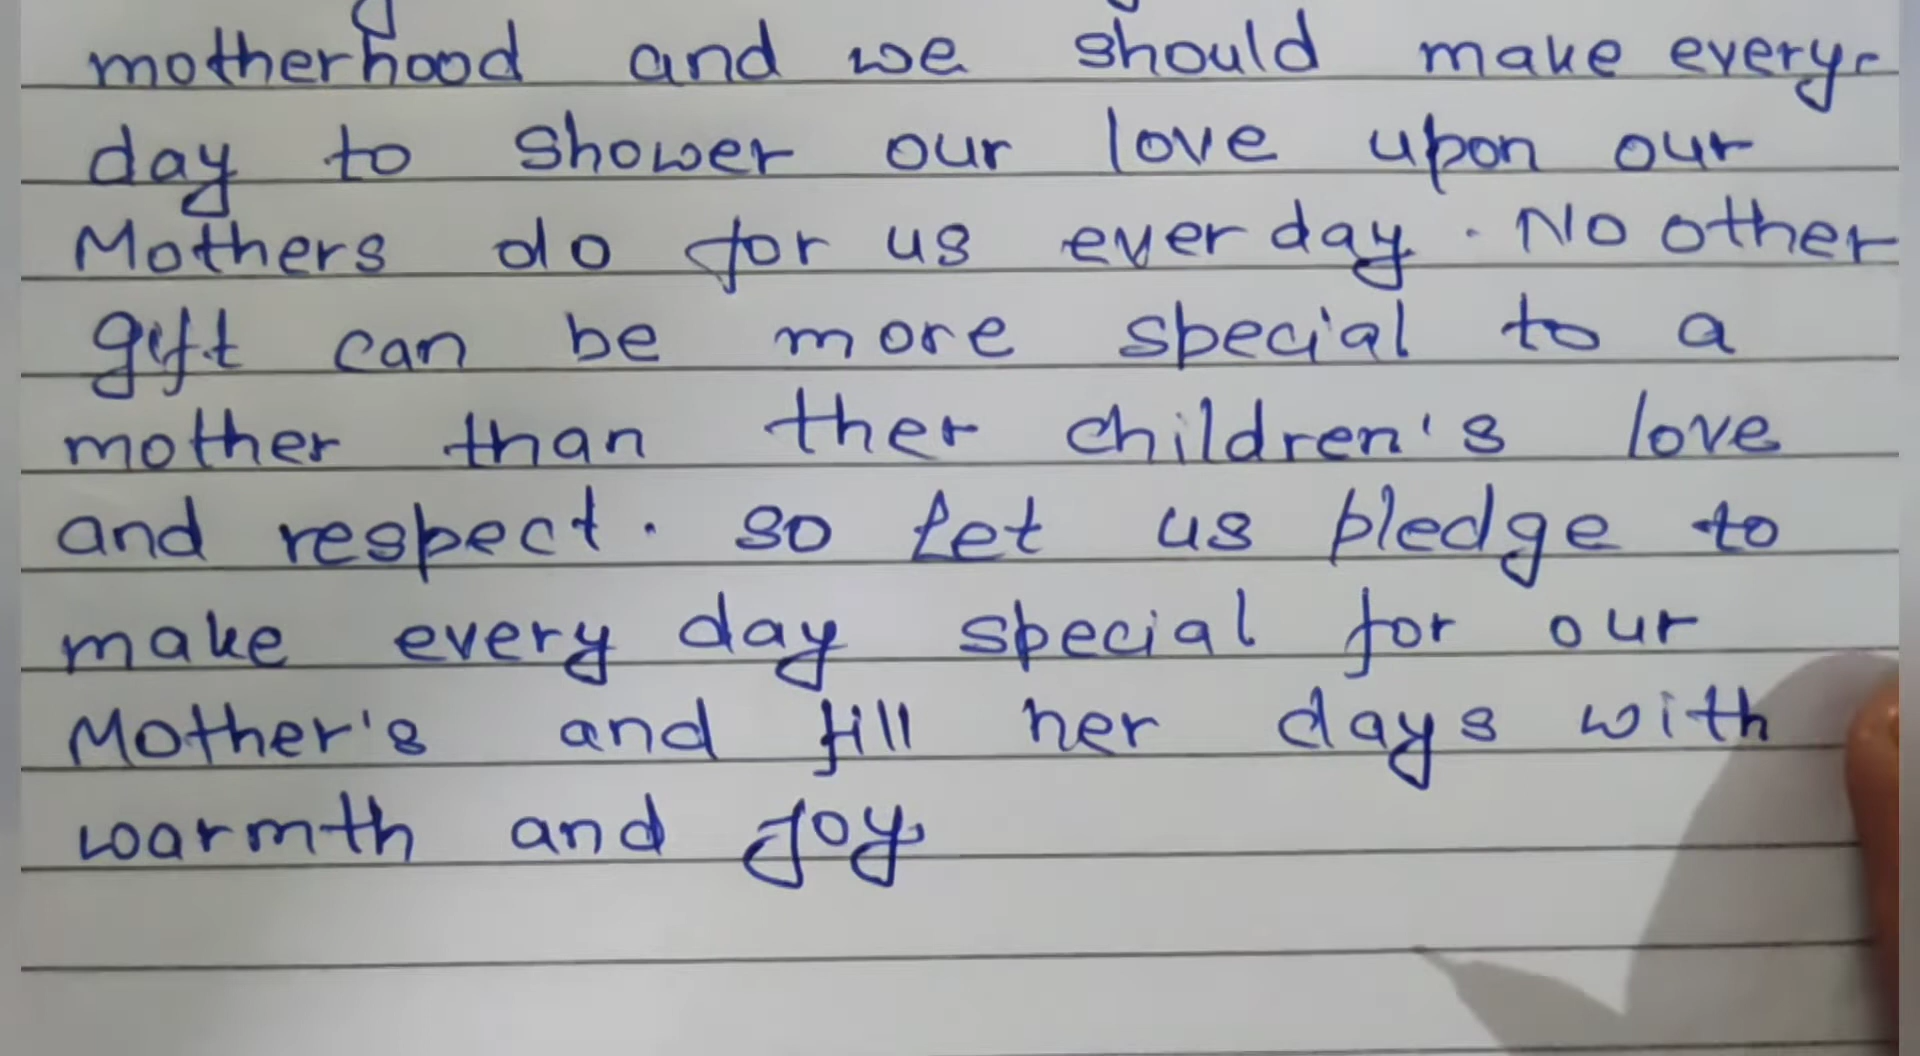 motherhood and we should make every-
day to shower our love upon our
Mothers do for us everday. No other
gift can be more special to a
mother than ther children's love
and respect. so let us pledge to
make every day special for our
Mother's and fill her days with
warmth and Joy.